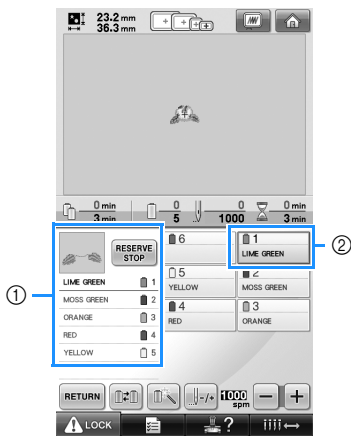 23.2 mm
36.3 mm
0 min
3 min
0
5
0
1000
0 min
3 min
RESERVE
STOP
LIME GREEN 1
MOSS GREEN 2
ORANGE 3
RED 4
YELLOW 5
6
1
LIME GREEN
5
YELLOW
2
MOSS GREEN
4
RED
3
ORANGE
①
②
RETURN
-/+
1000
spm
−
+
LOCK
?